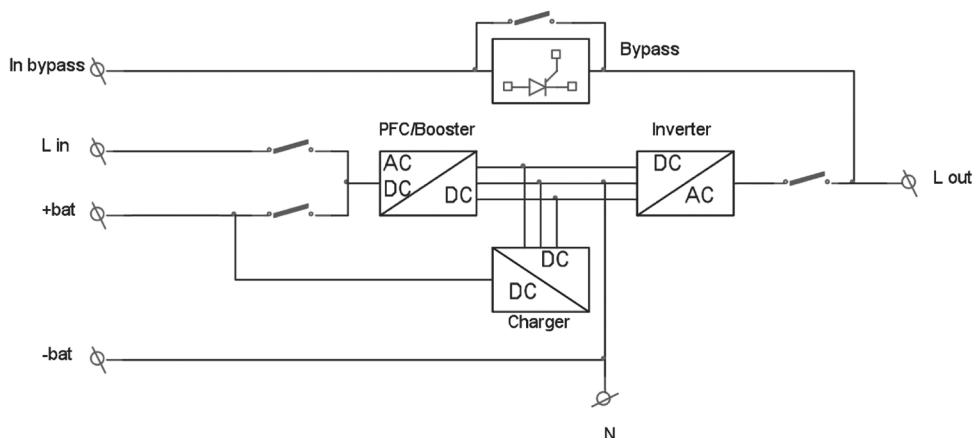 Bypass
In bypass
PFC/Booster
Inverter
L in
AC
DC
DC
DC
AC
L out
+bat
DC
DC
Charger
-bat
N